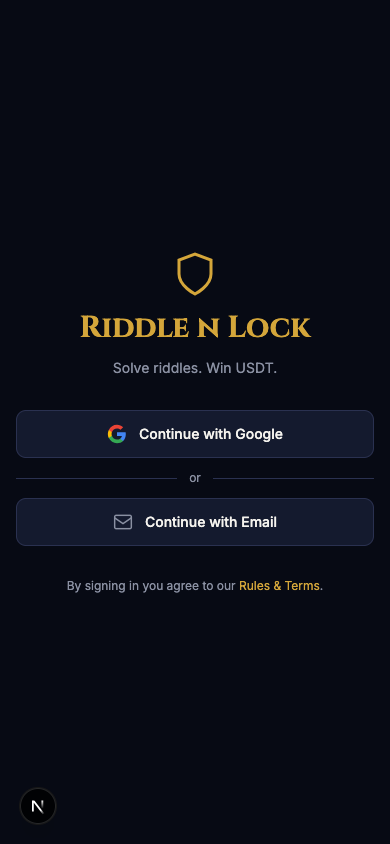 Riddle n Lock
Solve riddles. Win USDT.
Continue with Google
or
Continue with Email
By signing in you agree to our Rules & Terms.
N